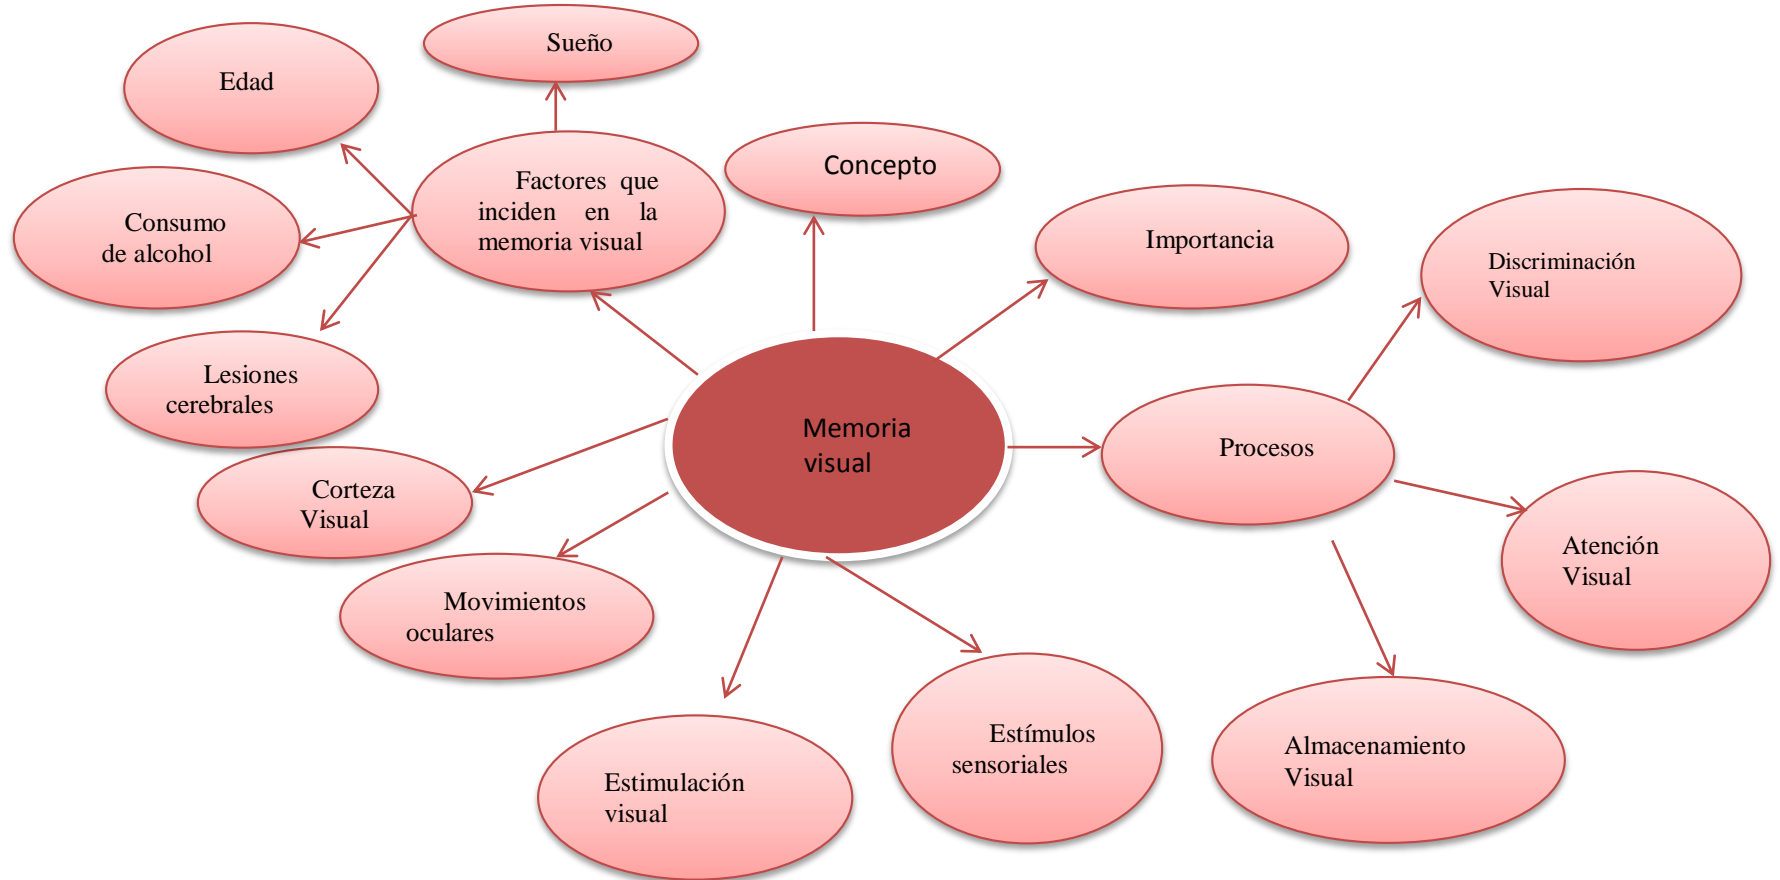 Sueño
Edad
Concepto
Factores que
inciden en la
memoria visual
Consumo
de alcohol
Importancia
Discriminación
Visual
Lesiones
cerebrales
Memoria
visual
Procesos
Corteza
Visual
Atención
Visual
Movimientos
oculares
Estímulos
sensoriales
Almacenamiento
Visual
Estimulación
visual